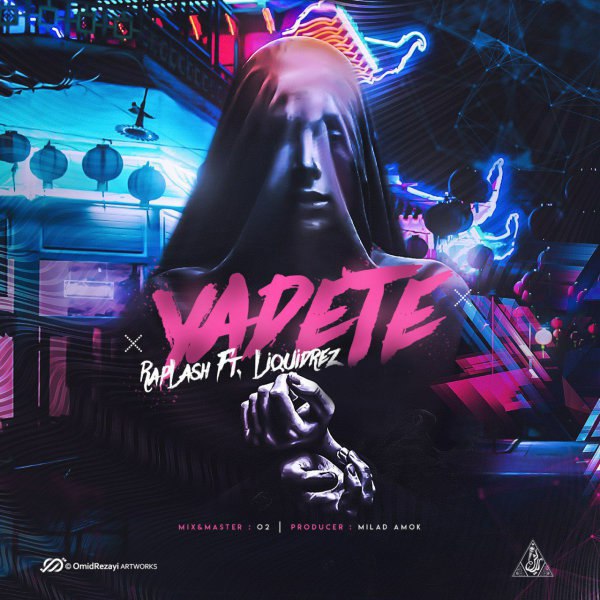 YADETE
RapLash Ft. Liquidrez
MIX&MASTER : O2 | PRODUCER : MILAD AMOK
© OmidRezayi ARTWORKS